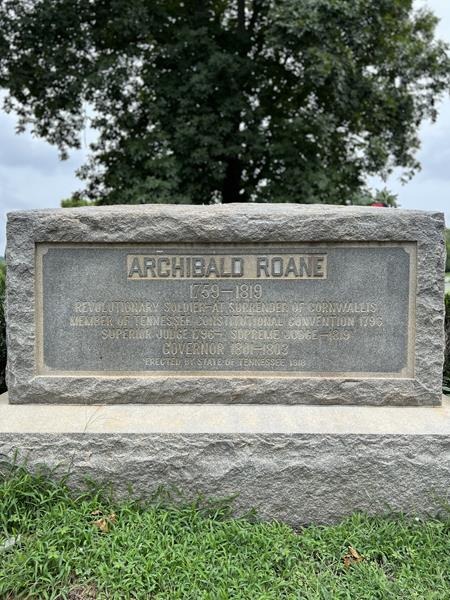 ARCHIBALD ROANE
1759–1819
REVOLUTIONARY SOLDIER–AT SURRENDER OF CORNWALLIS
MEMBER OF TENNESSEE CONSTITUTIONAL CONVENTION 1796
SUPERIOR JUDGE 1796– SUPREME JUDGE–1819
GOVERNOR 1801–1803
ERECTED BY STATE OF TENNESSEE 1918